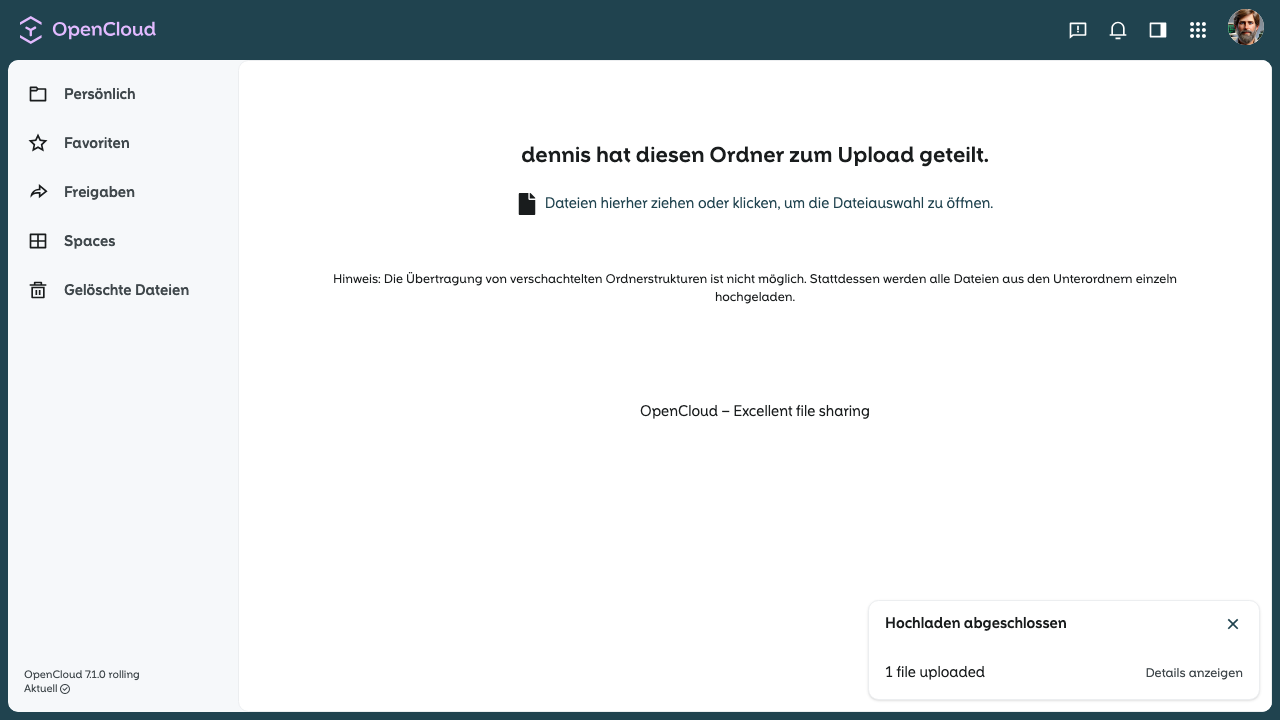 OpenCloud
Persönlich
Favoriten
Freigaben
Spaces
Gelöschte Dateien
dennis hat diesen Ordner zum Upload geteilt.
Dateien hierher ziehen oder klicken, um die Dateiauswahl zu öffnen.
Hinweis: Die Übertragung von verschachtelten Ordnerstrukturen ist nicht möglich. Stattdessen werden alle Dateien aus den Unterordnern einzeln
hochgeladen.
OpenCloud – Excellent file sharing
Hochladen abgeschlossen
1 file uploaded
Details anzeigen
OpenCloud 7.1.0 rolling
Aktuell